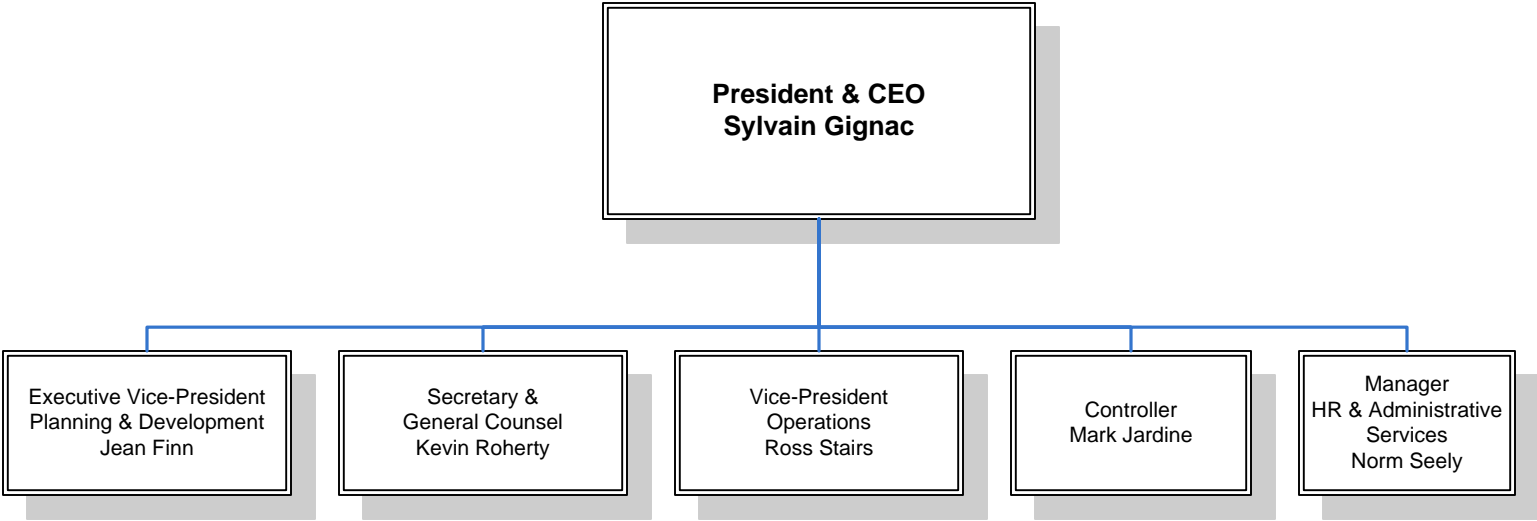 President & CEO
Sylvain Gignac
Executive Vice-President
Planning & Development
Jean Finn
Secretary &
General Counsel
Kevin Roherty
Vice-President
Operations
Ross Stairs
Controller
Mark Jardine
Manager
HR & Administrative
Services
Norm Seely